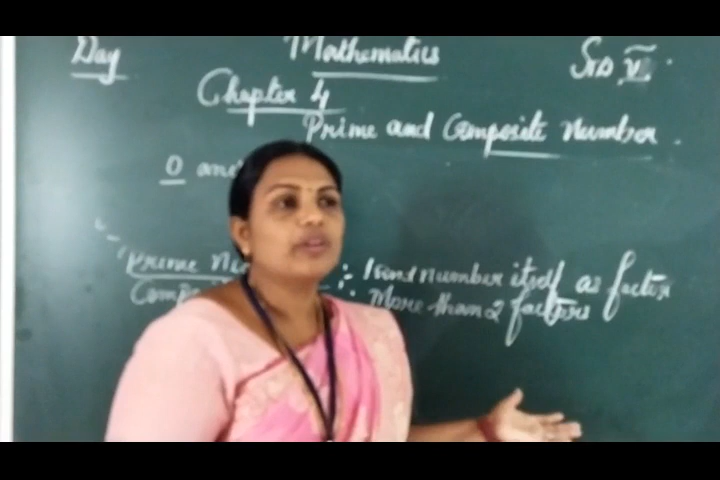 Day Mathematics Std. V.
Chapter 4
Prime and Composite Number.
0 and
Prime Nu : 1 and number itself as factor
Comp : More than 2 factors